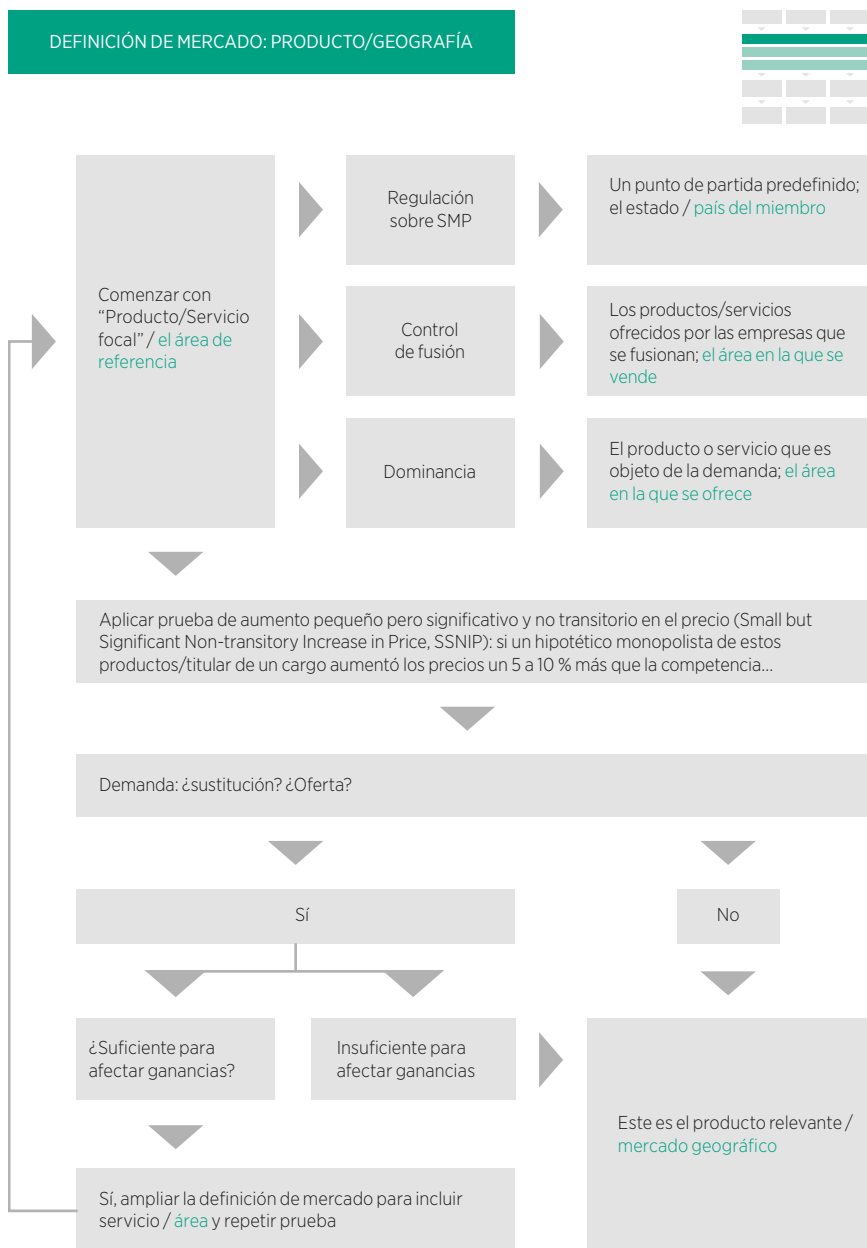 DEFINICIÓN DE MERCADO: PRODUCTO/GEOGRAFÍA
Comenzar con
“Producto/Servicio
focal” / el área de
referencia
Regulación
sobre SMP
Un punto de partida predefinido;
el estado / país del miembro
Control
de fusión
Los productos/servicios
ofrecidos por las empresas que
se fusionan; el área en la que se
vende
Dominancia
El producto o servicio que es
objeto de la demanda; el área
en la que se ofrece
Aplicar prueba de aumento pequeño pero significativo y no transitorio en el precio (Small but
Significant Non-transitory Increase in Price, SSNIP): si un hipotético monopolista de estos
productos/titular de un cargo aumentó los precios un 5 a 10 % más que la competencia...
Demanda: ¿sustitución? ¿Oferta?
Sí
No
¿Suficiente para
afectar ganancias?
Insuficiente para
afectar ganancias
Este es el producto relevante /
mercado geográfico
Sí, ampliar la definición de mercado para incluir
servicio / área y repetir prueba